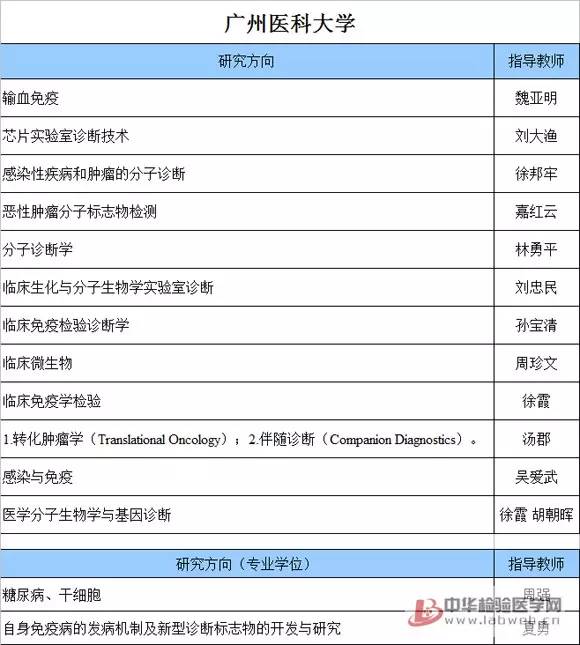 广州医科大学
研究方向 指导教师
输血免疫 魏亚明
芯片实验室诊断技术 刘大渔
感染性疾病和肿瘤的分子诊断 徐邦牢
恶性肿瘤分子标志物检测 嘉红云
分子诊断学 林勇平
临床生化与分子生物学实验室诊断 刘忠民
临床免疫检验诊断学 孙宝清
临床微生物 周珍文
临床免疫学检验 徐霞
1.转化肿瘤学（Translational Oncology）；2.伴随诊断（Companion Diagnostics）。 汤郡
感染与免疫 吴爱武
医学分子生物学与基因诊断 徐霞 胡朝晖
研究方向（专业学位） 指导教师
糖尿病、干细胞 周强
自身免疫病的发病机制及新型诊断标志物的开发与研究 夏勇
中华检验医学网
www.labweb.cn